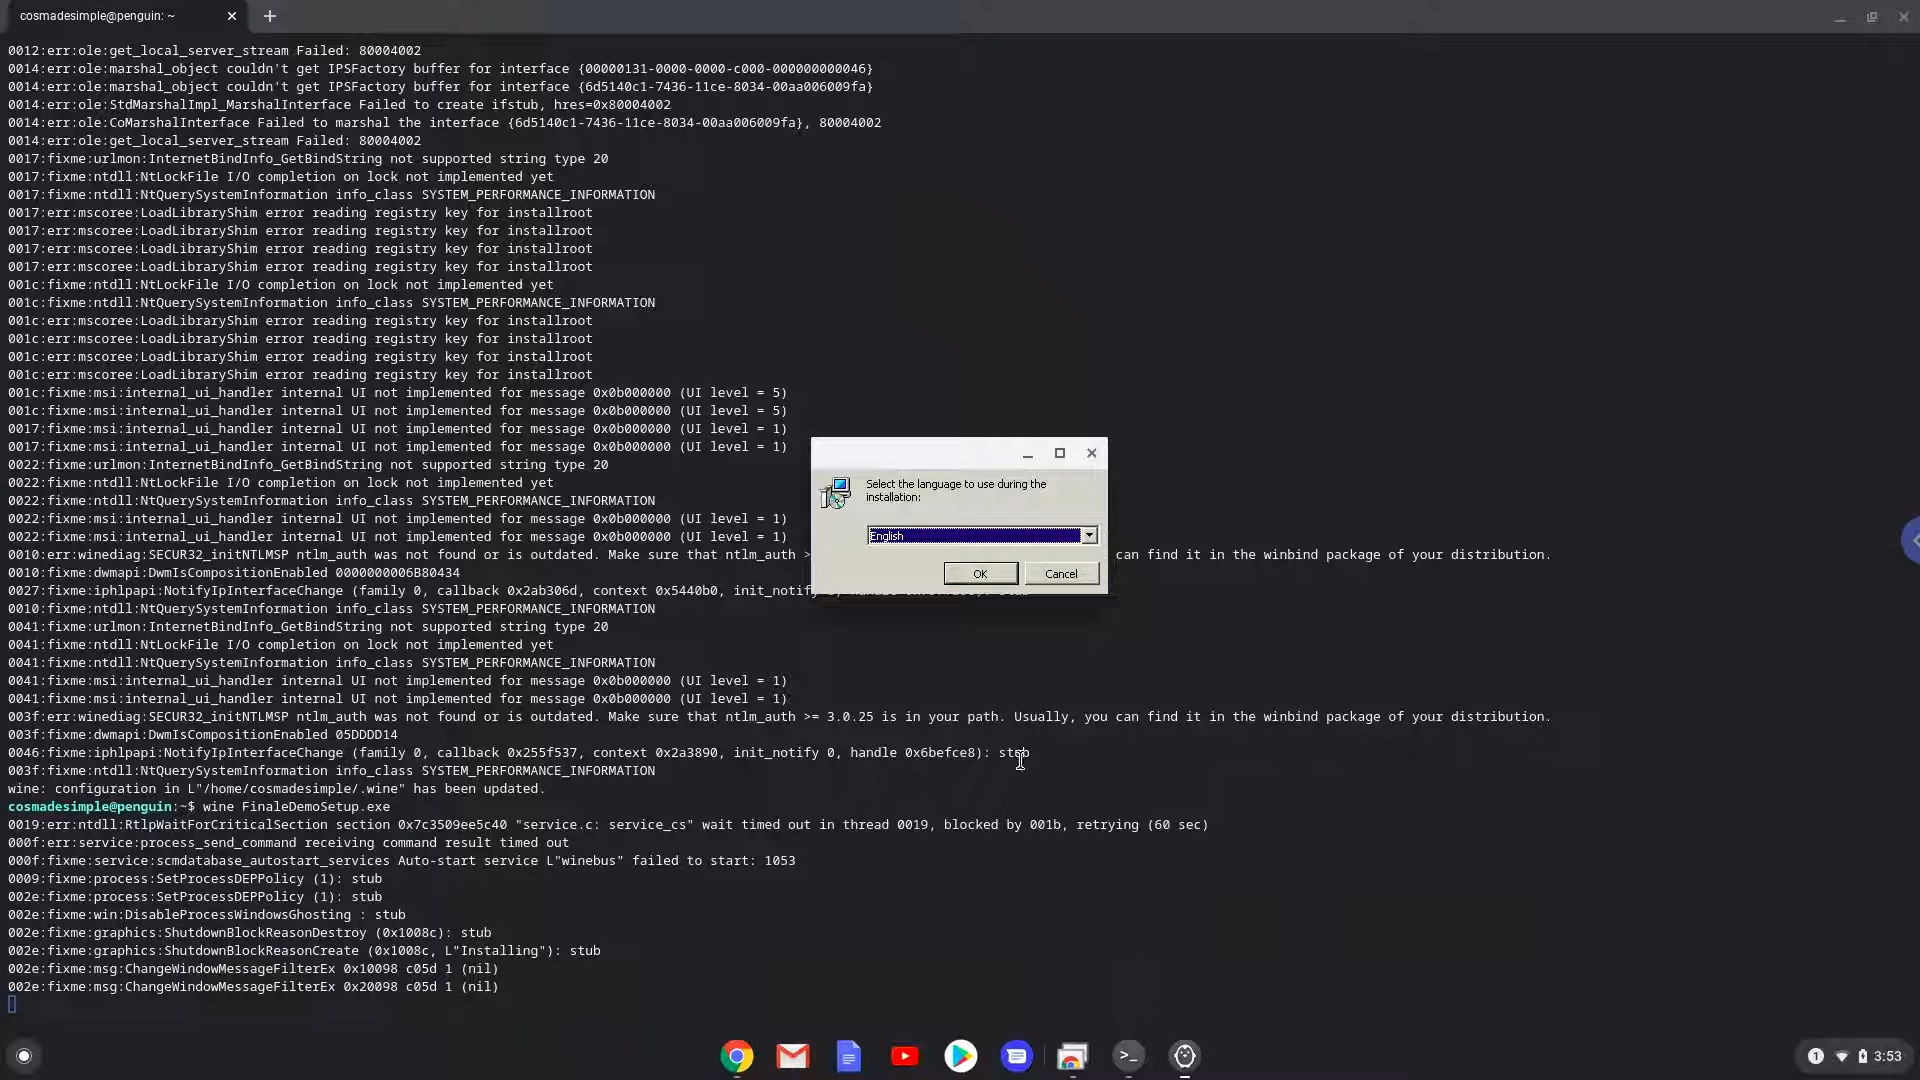 cosmadesimple@penguin: ~
0012:err:ole:get_local_server_stream Failed: 80004002
0014:err:ole:marshal_object couldn't get IPSFactory buffer for interface {00000131-0000-0000-c000-000000000046}
0014:err:ole:marshal_object couldn't get IPSFactory buffer for interface {6d5140c1-7436-11ce-8034-00aa006009fa}
0014:err:ole:StdMarshalImpl_MarshalInterface Failed to create ifstub, hres=0x80004002
0014:err:ole:CoMarshalInterface Failed to marshal the interface {6d5140c1-7436-11ce-8034-00aa006009fa}, 80004002
0014:err:ole:get_local_server_stream Failed: 80004002
0017:fixme:urlmon:InternetBindInfo_GetBindString not supported string type 20
0017:fixme:ntdll:NtLockFile I/O completion on lock not implemented yet
0017:fixme:ntdll:NtQuerySystemInformation info_class SYSTEM_PERFORMANCE_INFORMATION
0017:err:mscoree:LoadLibraryShim error reading registry key for installroot
0017:err:mscoree:LoadLibraryShim error reading registry key for installroot
0017:err:mscoree:LoadLibraryShim error reading registry key for installroot
0017:err:mscoree:LoadLibraryShim error reading registry key for installroot
001c:fixme:ntdll:NtLockFile I/O completion on lock not implemented yet
001c:fixme:ntdll:NtQuerySystemInformation info_class SYSTEM_PERFORMANCE_INFORMATION
001c:err:mscoree:LoadLibraryShim error reading registry key for installroot
001c:err:mscoree:LoadLibraryShim error reading registry key for installroot
001c:err:mscoree:LoadLibraryShim error reading registry key for installroot
001c:err:mscoree:LoadLibraryShim error reading registry key for installroot
001c:fixme:msi:internal_ui_handler internal UI not implemented for message 0x0b000000 (UI level = 5)
001c:fixme:msi:internal_ui_handler internal UI not implemented for message 0x0b000000 (UI level = 5)
0017:fixme:msi:internal_ui_handler internal UI not implemented for message 0x0b000000 (UI level = 1)
0017:fixme:msi:internal_ui_handler internal UI not implemented for message 0x0b000000 (UI level = 1)
0022:fixme:urlmon:InternetBindInfo_GetBindString not supported string type 20
0022:fixme:ntdll:NtLockFile I/O completion on lock not implemented yet
0022:fixme:ntdll:NtQuerySystemInformation info_class SYSTEM_PERFORMANCE_INFORMATION
0022:fixme:msi:internal_ui_handler internal UI not implemented for message 0x0b000000 (UI level = 1)
0022:fixme:msi:internal_ui_handler internal UI not implemented for message 0x0b000000 (UI level = 1)
0010:err:winediag:SECUR32_initNTLMSP ntlm_auth was not found or is outdated. Make sure that ntlm_auth > can find it in the winbind package of your distribution.
0010:fixme:dwmapi:DwmIsCompositionEnabled 0000000006B80434
0027:fixme:iphlpapi:NotifyIpInterfaceChange (family 0, callback 0x2ab306d, context 0x5440b0, init_notify
0010:fixme:ntdll:NtQuerySystemInformation info_class SYSTEM_PERFORMANCE_INFORMATION
0041:fixme:urlmon:InternetBindInfo_GetBindString not supported string type 20
0041:fixme:ntdll:NtLockFile I/O completion on lock not implemented yet
0041:fixme:ntdll:NtQuerySystemInformation info_class SYSTEM_PERFORMANCE_INFORMATION
0041:fixme:msi:internal_ui_handler internal UI not implemented for message 0x0b000000 (UI level = 1)
0041:fixme:msi:internal_ui_handler internal UI not implemented for message 0x0b000000 (UI level = 1)
003f:err:winediag:SECUR32_initNTLMSP ntlm_auth was not found or is outdated. Make sure that ntlm_auth >= 3.0.25 is in your path. Usually, you can find it in the winbind package of your distribution.
003f:fixme:dwmapi:DwmIsCompositionEnabled 05DDDD14
0046:fixme:iphlpapi:NotifyIpInterfaceChange (family 0, callback 0x255f537, context 0x2a3890, init_notify 0, handle 0x6befce8): stub
003f:fixme:ntdll:NtQuerySystemInformation info_class SYSTEM_PERFORMANCE_INFORMATION
wine: configuration in L"/home/cosmadesimple/.wine" has been updated.
cosmadesimple@penguin:~$ wine FinaleDemoSetup.exe
0019:err:ntdll:RtlpWaitForCriticalSection section 0x7c3509ee5c40 "service.c: service_cs" wait timed out in thread 0019, blocked by 001b, retrying (60 sec)
000f:err:service:process_send_command receiving command result timed out
000f:fixme:service:scmdatabase_autostart_services Auto-start service L"winebus" failed to start: 1053
0009:fixme:process:SetProcessDEPPolicy (1): stub
002e:fixme:process:SetProcessDEPPolicy (1): stub
002e:fixme:win:DisableProcessWindowsGhosting : stub
002e:fixme:graphics:ShutdownBlockReasonDestroy (0x1008c): stub
002e:fixme:graphics:ShutdownBlockReasonCreate (0x1008c, L"Installing"): stub
002e:fixme:msg:ChangeWindowMessageFilterEx 0x10098 c05d 1 (nil)
002e:fixme:msg:ChangeWindowMessageFilterEx 0x20098 c05d 1 (nil)
Select the language to use during the
installation:
English
OK Cancel
1 3:53